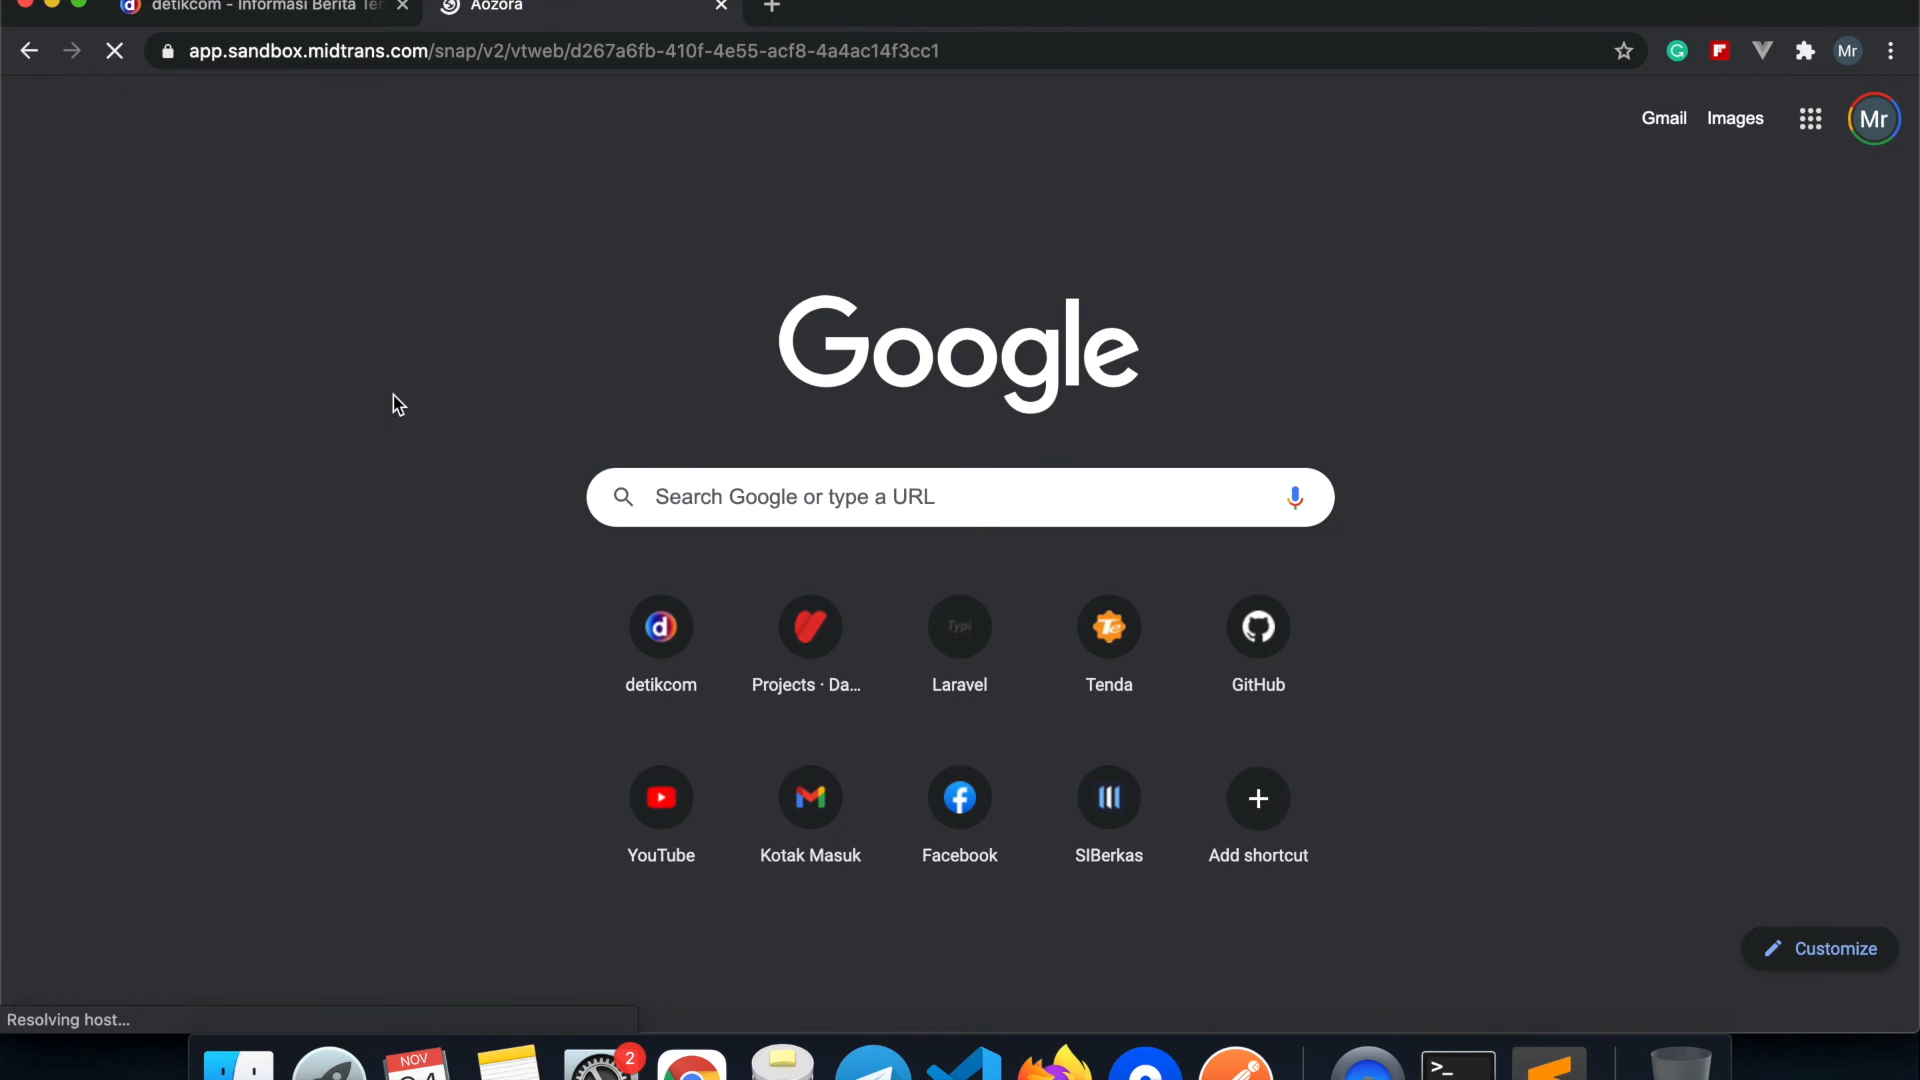 detikcom - Informasi Berita Ter
Aozora
app.sandbox.midtrans.com/snap/v2/vtweb/d267a6fb-410f-4e55-acf8-4a4ac14f3cc1
Mr
Gmail
Images
Mr
Google
Search Google or type a URL
Typi
detikcom
Projects · Da...
Laravel
Tenda
GitHub
YouTube
Kotak Masuk
Facebook
SIBerkas
Add shortcut
Customize
Resolving host...
NOV
2